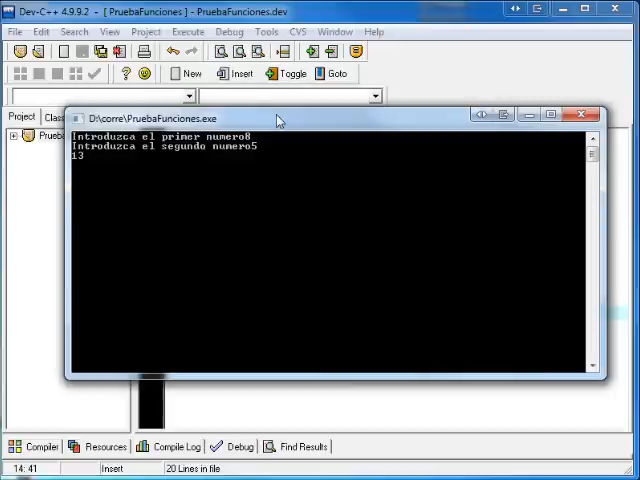 Dev-C++ 4.9.9.2 - [ PruebaFunciones ] - PruebaFunciones.dev
File Edit Search View Project Execute Debug Tools CVS Window Help
New Insert Toggle Goto
Project Clas
D:\corre\PruebaFunciones.exe
Prueba
Introduzca el primer numero8
Introduzca el segundo numero5
13
Compiler Resources Compile Log Debug Find Results
14: 41 Insert 20 Lines in file